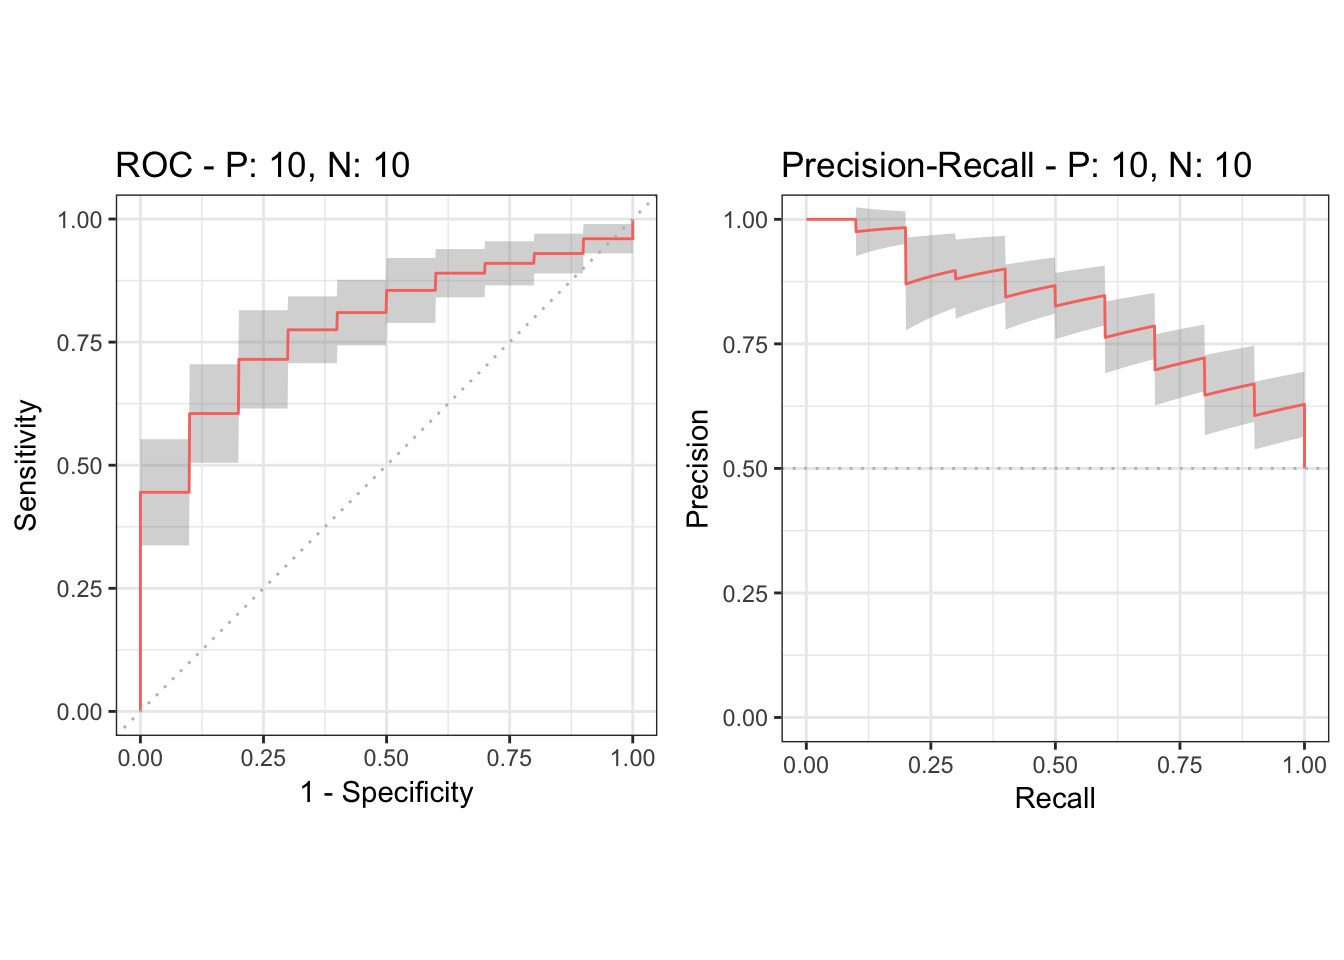 ROC - P: 10, N: 10
1.00
0.75
0.50
0.25
0.00
Sensitivity
0.00 0.25 0.50 0.75 1.00
1 - Specificity
Precision-Recall - P: 10, N: 10
1.00
0.75
0.50
0.25
0.00
Precision
0.00 0.25 0.50 0.75 1.00
Recall